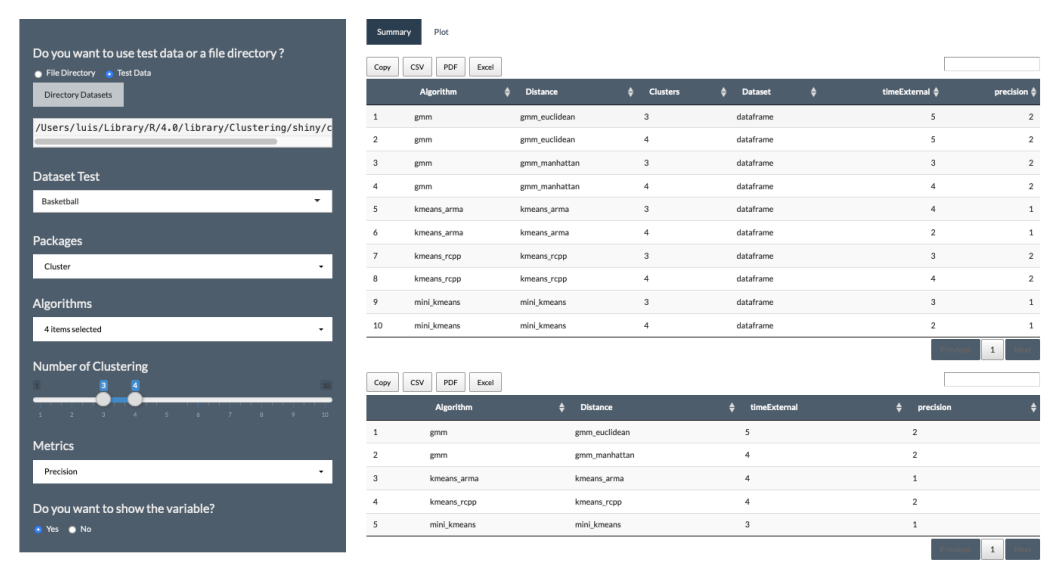 Do you want to use test data or a file directory ?
File Directory Test Data
Directory Datasets
/Users/luis/Library/R/4.0/library/Clustering/shiny/c
Dataset Test
Basketball
Packages
Cluster
Algorithms
4 items selected
Number of Clustering
1 3 4 10
1 2 3 4 5 6 7 8 9 10
Metrics
Precision
Do you want to show the variable?
Yes No
Summary Plot
Copy CSV PDF Excel
Algorithm Distance Clusters Dataset timeExternal precision
1 gmm gmm_euclidean 3 dataframe 5 2
2 gmm gmm_euclidean 4 dataframe 5 2
3 gmm gmm_manhattan 3 dataframe 3 2
4 gmm gmm_manhattan 4 dataframe 4 2
5 kmeans_arma kmeans_arma 3 dataframe 4 1
6 kmeans_arma kmeans_arma 4 dataframe 2 1
7 kmeans_rcpp kmeans_rcpp 3 dataframe 3 2
8 kmeans_rcpp kmeans_rcpp 4 dataframe 4 2
9 mini_kmeans mini_kmeans 3 dataframe 3 1
10 mini_kmeans mini_kmeans 4 dataframe 2 1
Previous 1 Next
Copy CSV PDF Excel
Algorithm Distance timeExternal precision
1 gmm gmm_euclidean 5 2
2 gmm gmm_manhattan 4 2
3 kmeans_arma kmeans_arma 4 1
4 kmeans_rcpp kmeans_rcpp 4 2
5 mini_kmeans mini_kmeans 3 1
Previous 1 Next